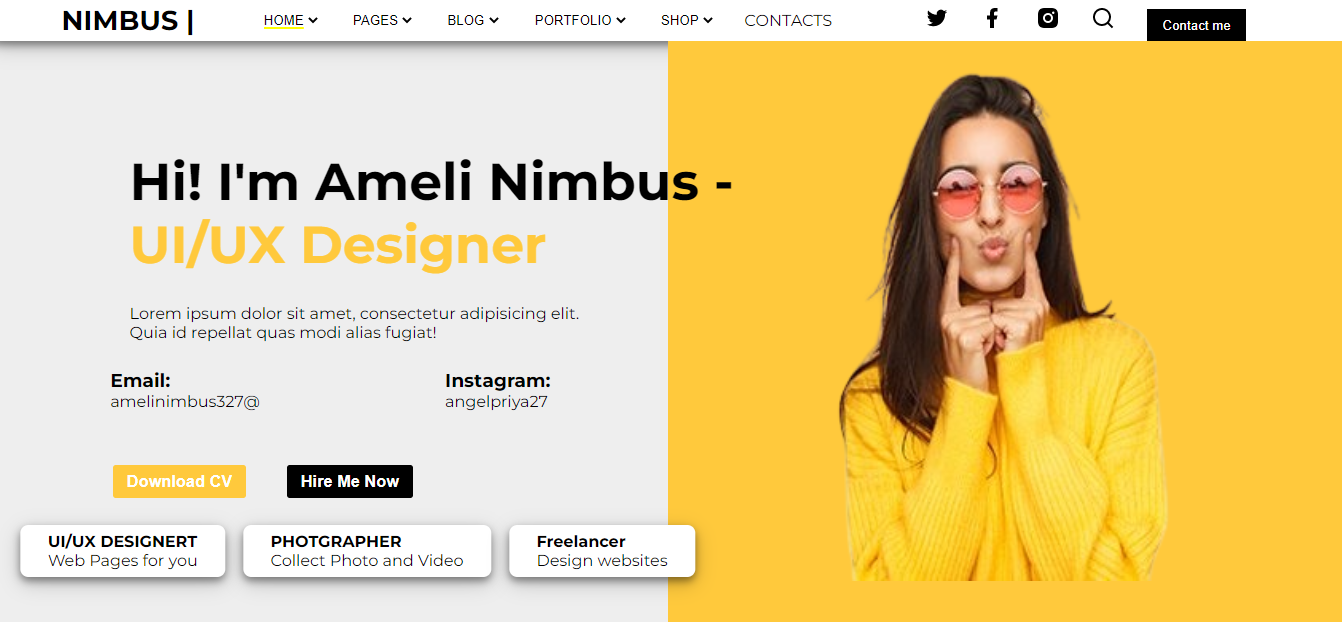 NIMBUS |
HOME PAGES BLOG PORTFOLIO SHOP CONTACTS Contact me
Hi! I'm Ameli Nimbus -
UI/UX Designer
Lorem ipsum dolor sit amet, consectetur adipisicing elit.
Quia id repellat quas modi alias fugiat!
Email: Instagram:
amelinimbus327@ angelpriya27
Download CV Hire Me Now
UI/UX DESIGNERT PHOTGRAPHER Freelancer
Web Pages for you Collect Photo and Video Design websites